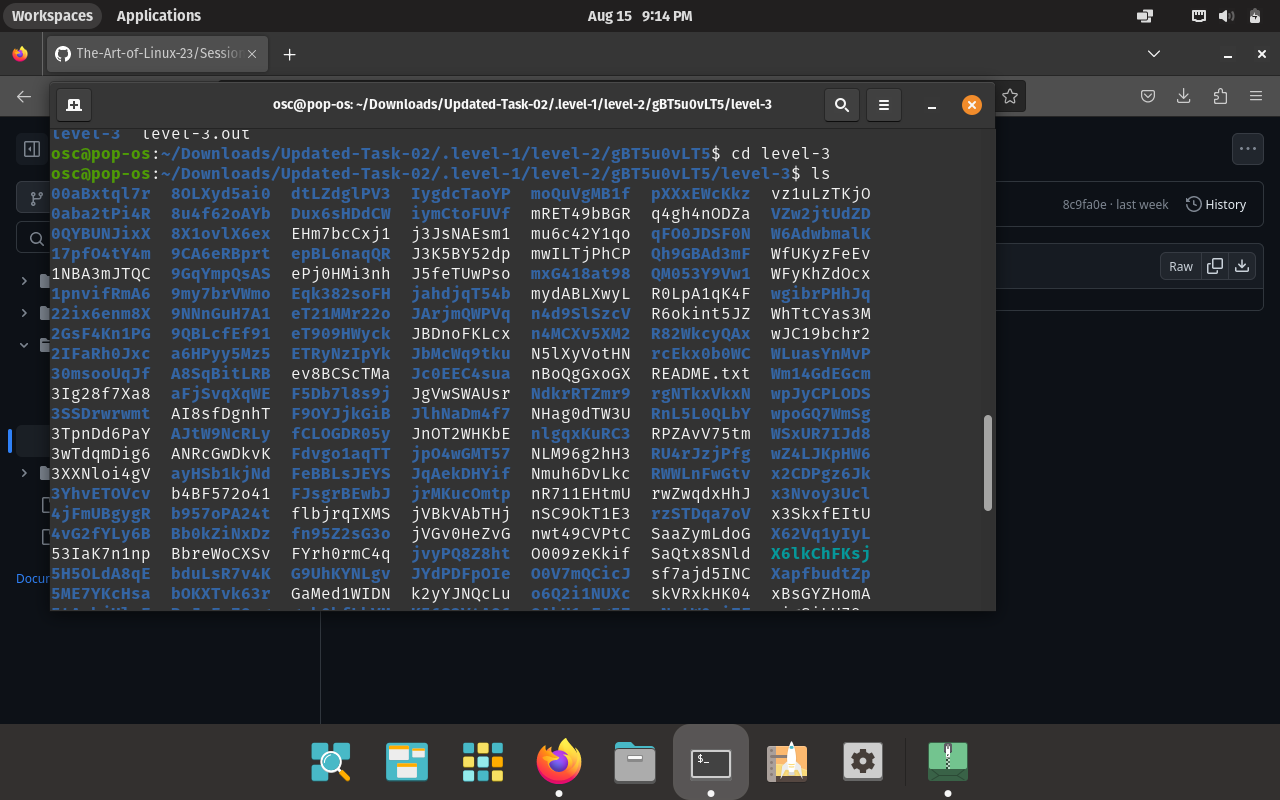 Workspaces Applications Aug 15 9:14 PM
The-Art-of-Linux-23/Session
osc@pop-os: ~/Downloads/Updated-Task-02/.level-1/level-2/gBT5u0vLT5/level-3
level-3 level-3.out
osc@pop-os:~/Downloads/Updated-Task-02/.level-1/level-2/gBT5u0vLT5$ cd level-3
osc@pop-os:~/Downloads/Updated-Task-02/.level-1/level-2/gBT5u0vLT5/level-3$ ls
00aBxtql7r 8OLXyd5ai0 dtLZdglPV3 IygdcTaoYP moQuVgMB1f pXXxEWcKkz vz1uLzTKjO
0aba2tPi4R 8u4f62oAYb Dux6sHDdCW iymCtoFUVf mRET49bBGR q4gh4nODZa VZw2jtUdZD
0QYBUNJixX 8X1ovlX6ex EHm7bcCxj1 j3JsNAEsm1 mu6c42Y1qo qFO0JDSF0N W6AdwbmalK
17pfO4tY4m 9CA6eRBprt epBL6naqQR J3K5BY52dp mwILTjPhCP Qh9GBAd3mF WfUKyzFeEv
1NBA3mJTQC 9GqYmpQsAS ePj0HMi3nh J5feTUwPso mxG418at98 QM053Y9Vw1 WFyKhZdOcx
1pnvifRmA6 9my7brVWmo Eqk382soFH jahdjqT54b mydABLXwyL R0LpA1qK4F wgibrPHhJq
22ix6enm8X 9NNnGuH7A1 eT21MMr22o JArjmQWPVq n4d9SlSzcV R6okint5JZ WhTtCYas3M
2GsF4Kn1PG 9QBLcfEf91 eT909HWyck JBDnoFKLcx n4MCXv5XM2 R82WkcyQAx wJC19bchr2
2IFaRh0Jxc a6HPyy5Mz5 ETRyNzIpYk JbMcWq9tku N5lXyVotHN rcEkx0b0WC WLuasYnMvP
30msooUqJf A8SqBitLRB ev8BCScTMa Jc0EEC4sua nBoQgGxoGX README.txt Wm14GdEGcm
3Ig28f7Xa8 aFjSvqXqWE F5Db7l8s9j JgVwSWAUsr NdkrRTZmr9 rgNTkxVkxN wpJyCPLODS
3SSDrwrwmt AI8sfDgnhT F9OYJjkGiB JlhNaDm4f7 NHag0dTW3U RnL5L0QLbY wpoGQ7WmSg
3TpnDd6PaY AJtW9NcRLy fCLOGDR05y JnOT2WHKbE nlgqxKuRC3 RPZAvV75tm WSxUR7IJd8
3wTdqmDig6 ANRcGwDkvK Fdvgo1aqTT jpO4wGMT57 NLM96g2hH3 RU4rJzjPfg wZ4LJKpHW6
3XXNloi4gV ayHSb1kjNd FeBBLsJEYS JqAekDHYif Nmuh6DvLkc RWWLnFwGtv x2CDPgz6Jk
3YhvETOVcv b4BF572o41 FJsgrBEwbJ jrMKucOmtp nR711EHtmU rwZwqdxHhJ x3Nvoy3Ucl
4jFmUBgygR b957oPA24t flbjrqIXMS jVBkVAbTHj nSC9OkT1E3 rzSTDqa7oV x3SkxfEItU
4vG2fYLy6B Bb0kZiNxDz fn95Z2sG3o jVGv0HeZvG nwt49CVPtC SaaZymLdoG X62Vq1yIyL
53IaK7n1np BbreWoCXSv FYrh0rmC4q jvyPQ8Z8ht O009zeKkif SaQtx8SNld X6lkChFKsj
5H5OLdA8qE bduLsR7v4K G9UhKYNLgv JYdPDFpOIe O0V7mQCicJ sf7ajd5INC XapfbudtZp
5ME7YKcHsa bOKXTvk63r GaMed1WIDN k2yYJNQcLu o6Q2i1NUXc skVRxkHK04 xBsGYZHomA
8c9fa0e · last week History
Raw
Docum